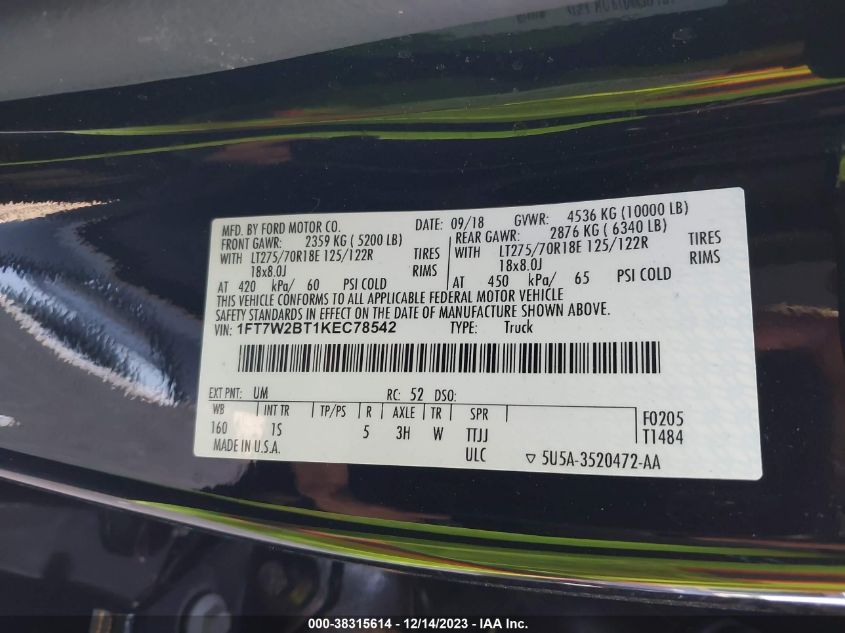 MFD. BY FORD MOTOR CO. DATE: 09/18 GVWR: 4536 KG (10000 LB)
FRONT GAWR: 2359 KG ( 5200 LB) REAR GAWR: 2876 KG ( 6340 LB)
WITH LT275/70R18E 125/122R TIRES WITH LT275/70R18E 125/122R TIRES
18x8.0J RIMS 18x8.0J RIMS
AT 420 kPa/ 60 PSI COLD AT 450 kPa/ 65 PSI COLD
THIS VEHICLE CONFORMS TO ALL APPLICABLE FEDERAL MOTOR VEHICLE
SAFETY STANDARDS IN EFFECT ON THE DATE OF MANUFACTURE SHOWN ABOVE.
VIN: 1FT7W2BT1KEC78542 TYPE: Truck
EXT PNT: UM RC: 52 DSO:
WB INT TR TP/PS R AXLE TR SPR F0205
160 1S 5 3H W TTJJ T1484
MADE IN U.S.A. ULC ▽ 5U5A-3520472-AA
000-38315614 / 12/14/2023 - IAA Inc.